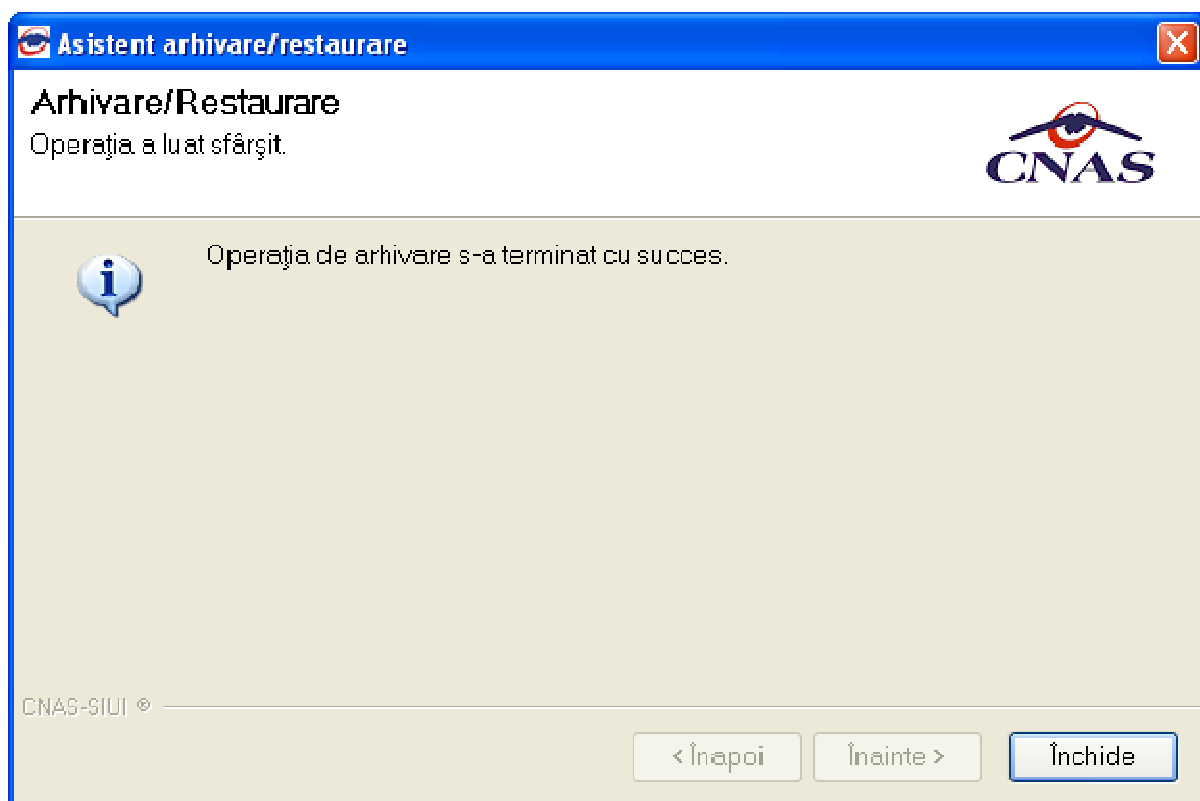 Asistent arhivare/restaurare
Arhivare/Restaurare
Operaţia a luat sfârşit.
CNAS
Operaţia de arhivare s-a terminat cu succes.
CNAS-SIUI ®
< Înapoi
Înainte >
Închide